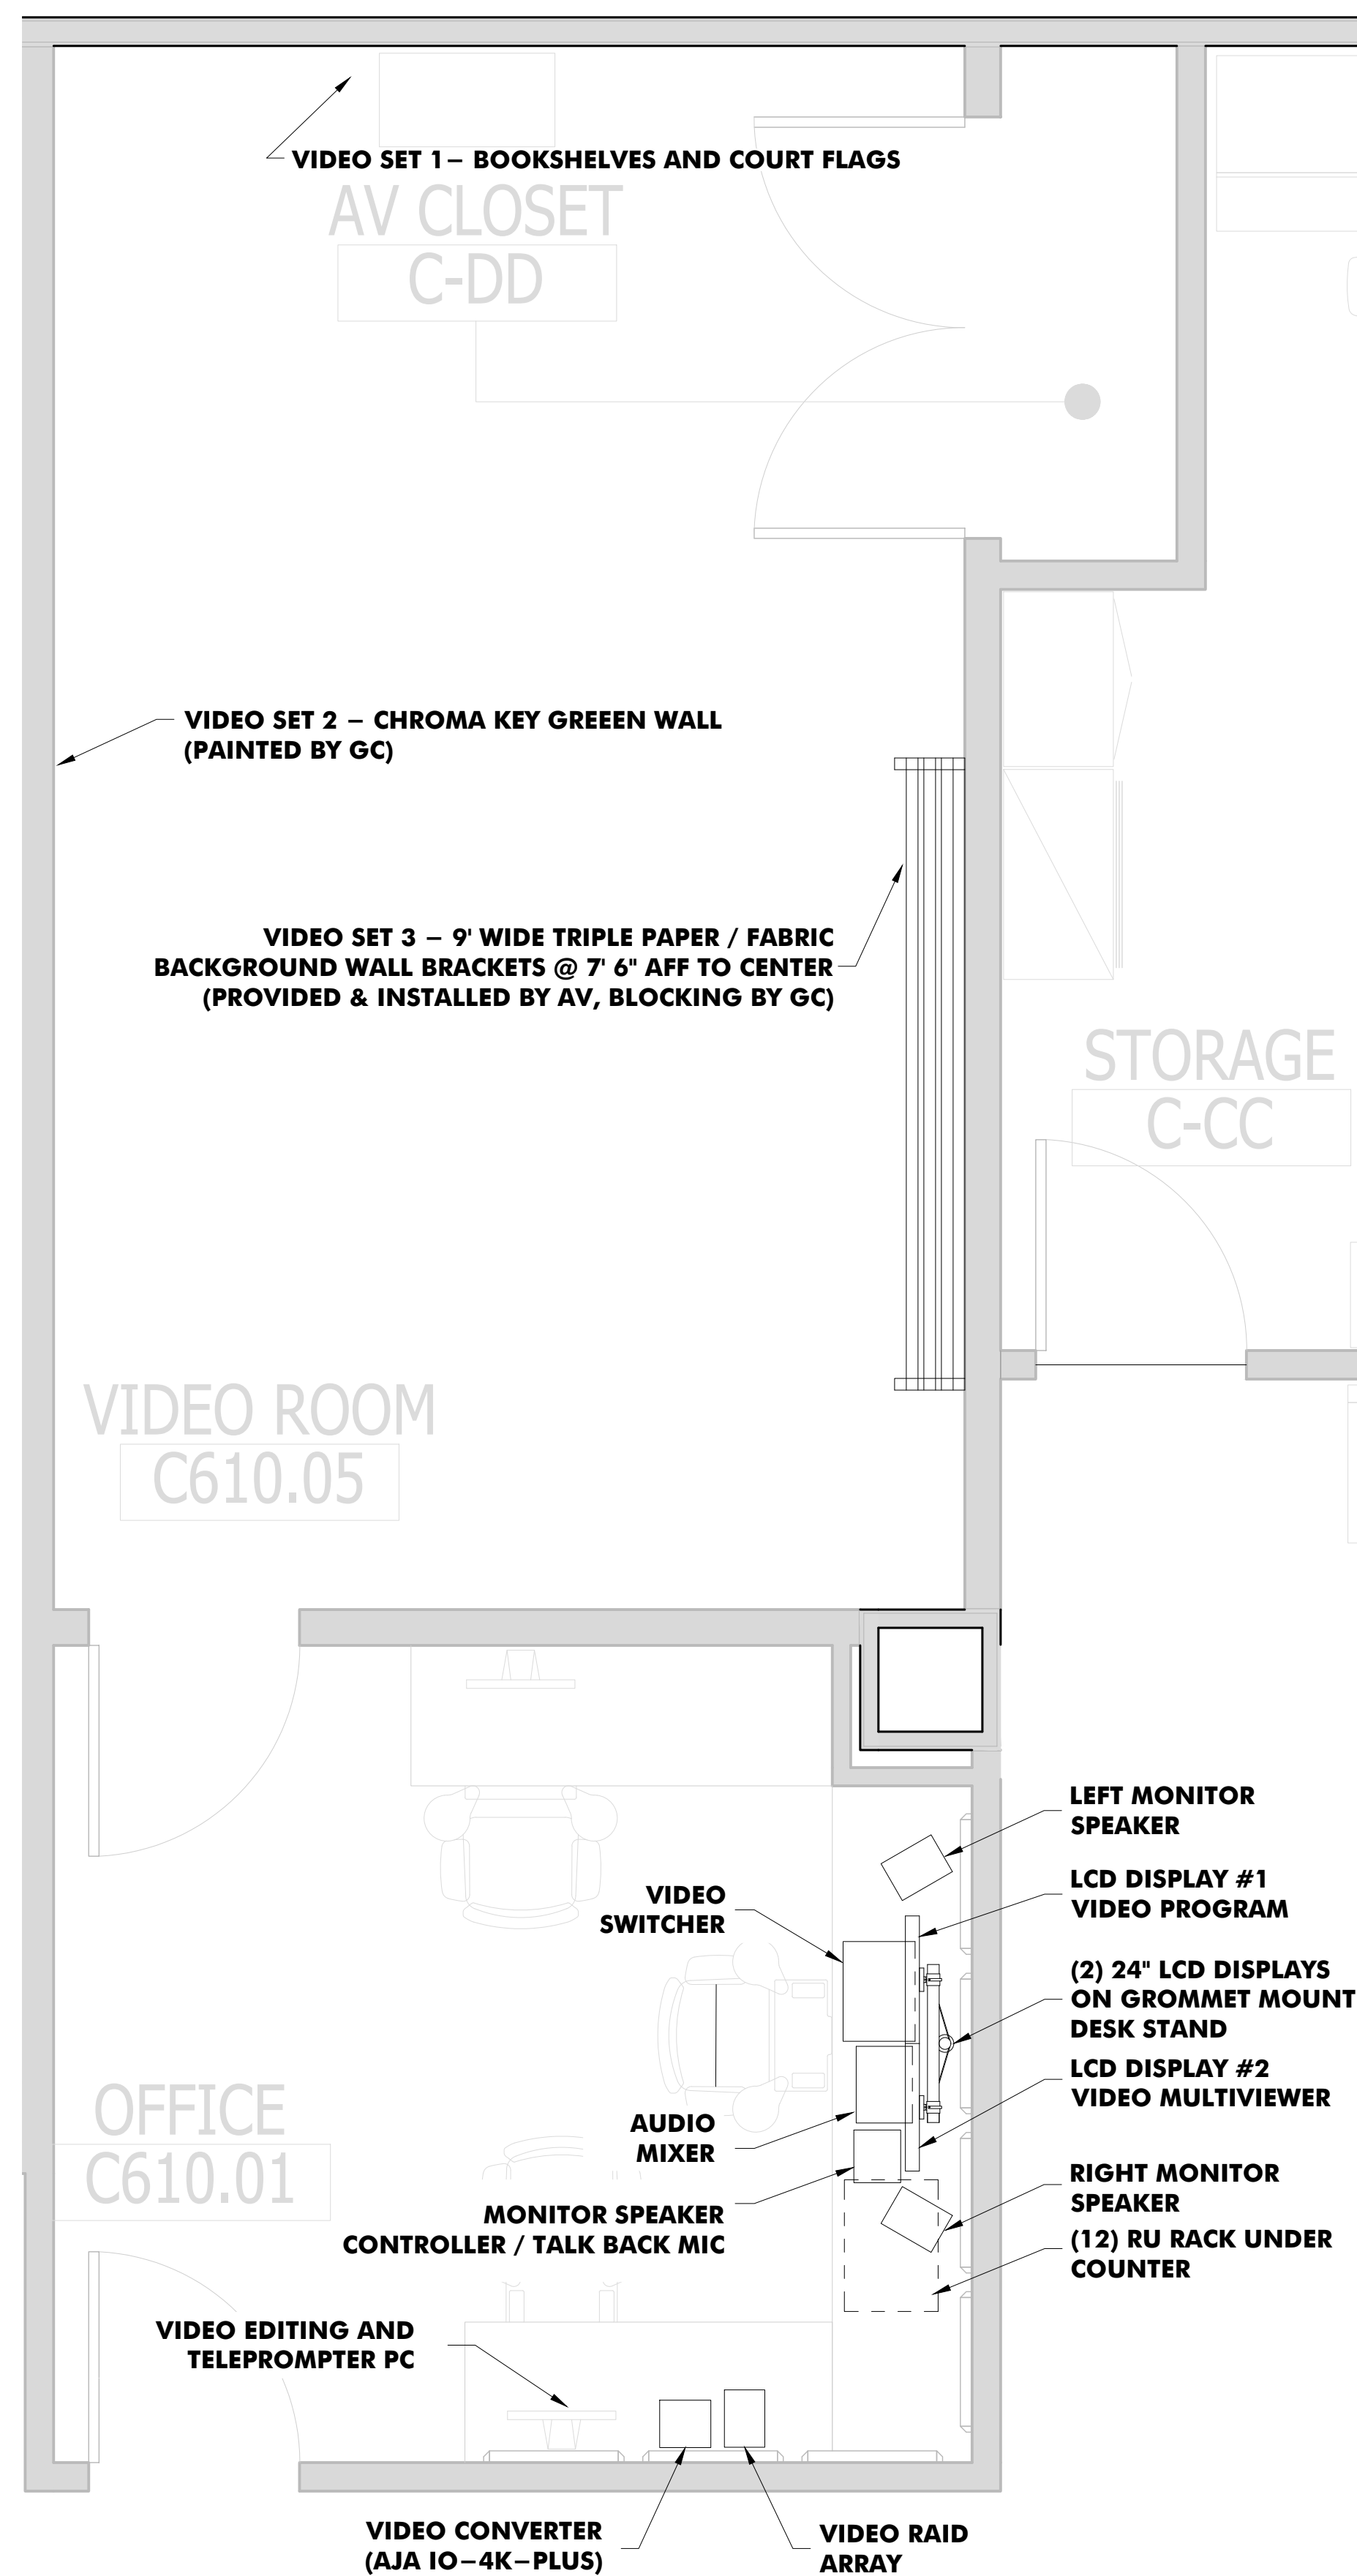 VIDEO SET 1– BOOKSHELVES AND COURT FLAGS
AV CLOSET
C-DD
VIDEO SET 2 – CHROMA KEY GREEEN WALL
(PAINTED BY GC)
VIDEO SET 3 – 9' WIDE TRIPLE PAPER / FABRIC
BACKGROUND WALL BRACKETS @ 7' 6" AFF TO CENTER
(PROVIDED & INSTALLED BY AV, BLOCKING BY GC)
STORAGE
C-CC
VIDEO ROOM
C610.05
LEFT MONITOR
SPEAKER
LCD DISPLAY #1
VIDEO PROGRAM
VIDEO
SWITCHER
(2) 24" LCD DISPLAYS
ON GROMMET MOUNT
DESK STAND
LCD DISPLAY #2
VIDEO MULTIVIEWER
OFFICE
C610.01
AUDIO
MIXER
RIGHT MONITOR
SPEAKER
MONITOR SPEAKER
CONTROLLER / TALK BACK MIC
(12) RU RACK UNDER
COUNTER
VIDEO EDITING AND
TELEPROMPTER PC
VIDEO CONVERTER
(AJA IO–4K–PLUS)
VIDEO RAID
ARRAY